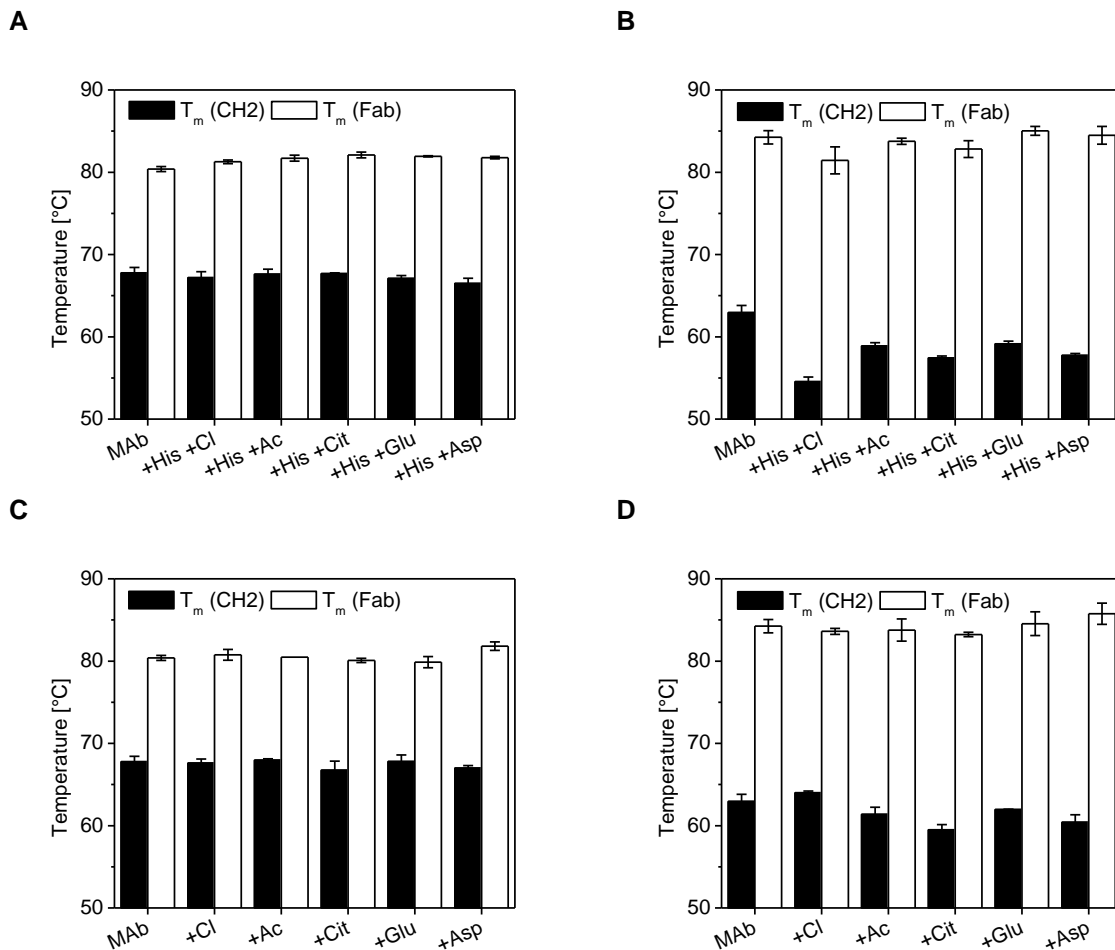 A
90
80
70
60
50
Temperature [°C]
Tm (CH2) Tm (Fab)
MAb +His +Cl +His +Ac +His +Cit +His +Glu +His +Asp
B
90
80
70
60
50
Temperature [°C]
Tm (CH2) Tm (Fab)
MAb +His +Cl +His +Ac +His +Cit +His +Glu +His +Asp
C
90
80
70
60
50
Temperature [°C]
Tm (CH2) Tm (Fab)
MAb +Cl +Ac +Cit +Glu +Asp
D
90
80
70
60
50
Temperature [°C]
Tm (CH2) Tm (Fab)
MAb +Cl +Ac +Cit +Glu +Asp